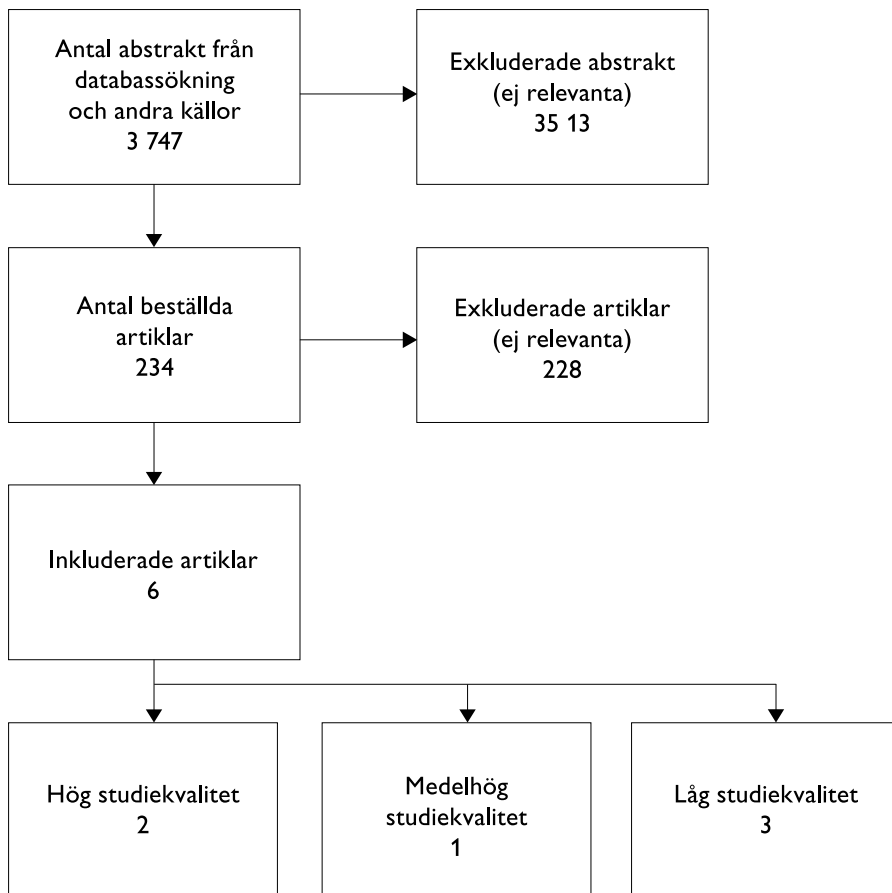 Antal abstrakt från
databassökning
och andra källor
3 747
Exkluderade abstrakt
(ej relevanta)
35 13
Antal beställda
artiklar
234
Exkluderade artiklar
(ej relevanta)
228
Inkluderade artiklar
6
Hög studiekvalitet
2
Medelhög
studiekvalitet
1
Låg studiekvalitet
3